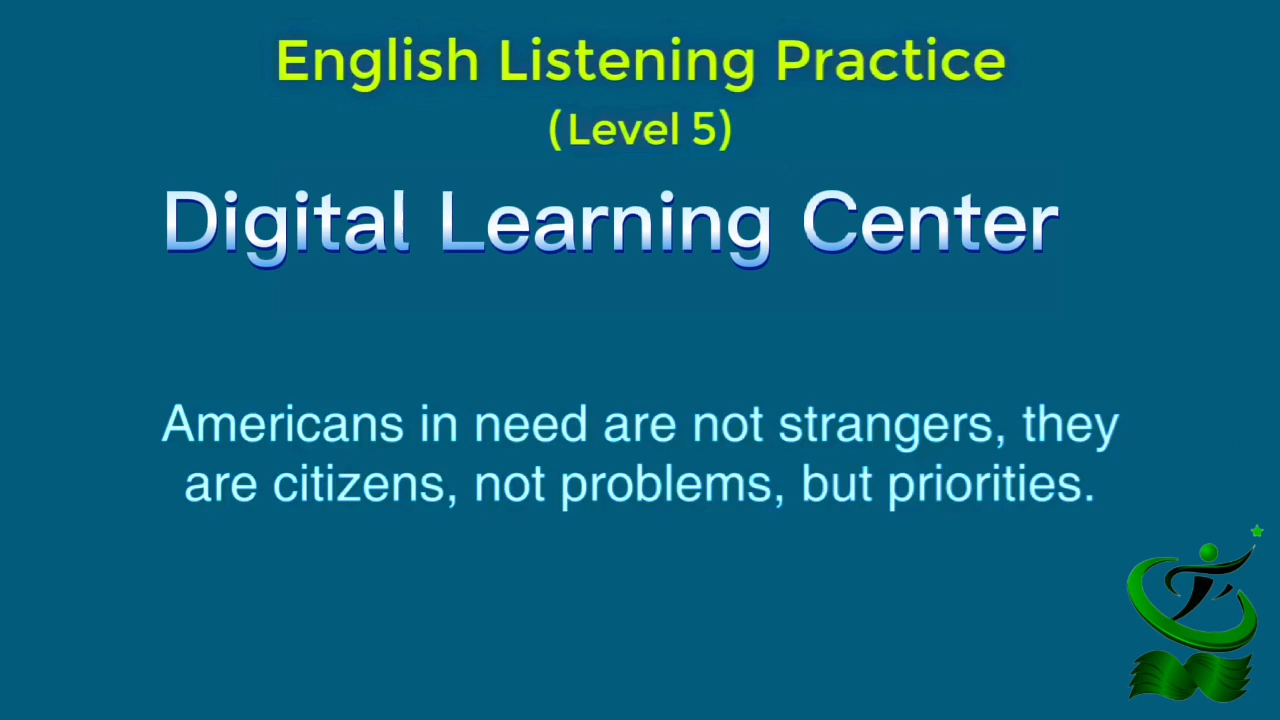 English Listening Practice
(Level 5)
Digital Learning Center
Americans in need are not strangers, they
are citizens, not problems, but priorities.